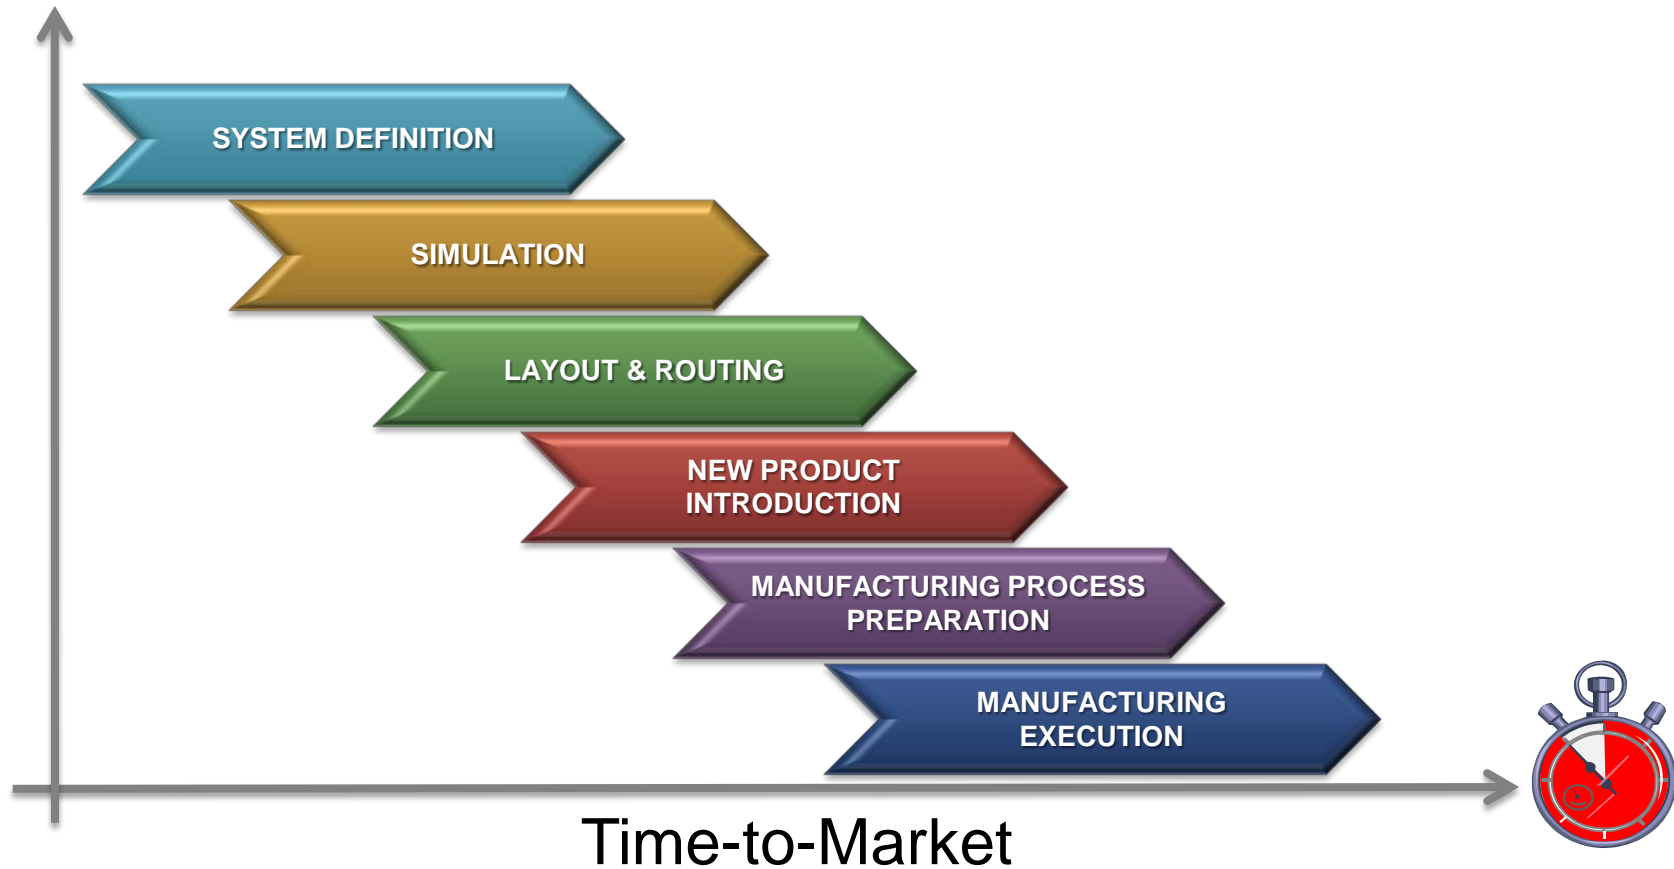 SYSTEM DEFINITION
SIMULATION
LAYOUT & ROUTING
NEW PRODUCT
INTRODUCTION
MANUFACTURING PROCESS
PREPARATION
MANUFACTURING
EXECUTION
Time-to-Market